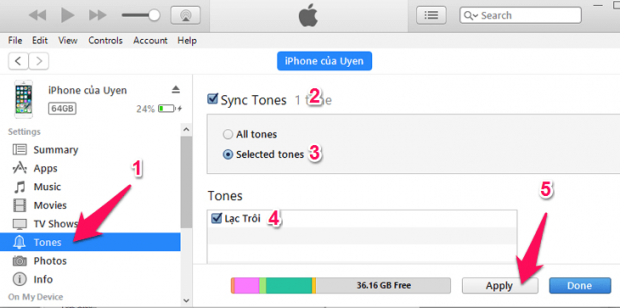 Search
File Edit View Controls Account Help
iPhone của Uyen
iPhone của Uyen
64GB 24%
Settings
Summary
Apps
Music
Movies
TV Shows
Tones
Photos
Info
On My Device
1
Sync Tones 1 tone 2
All tones
Selected tones 3
Tones
Lạc Trôi 4
5
36.16 GB Free Apply Done